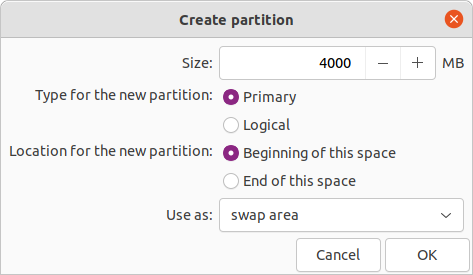 Create partition
Size: 4000 − + MB
Type for the new partition: Primary
Logical
Location for the new partition: Beginning of this space
End of this space
Use as: swap area
Cancel OK